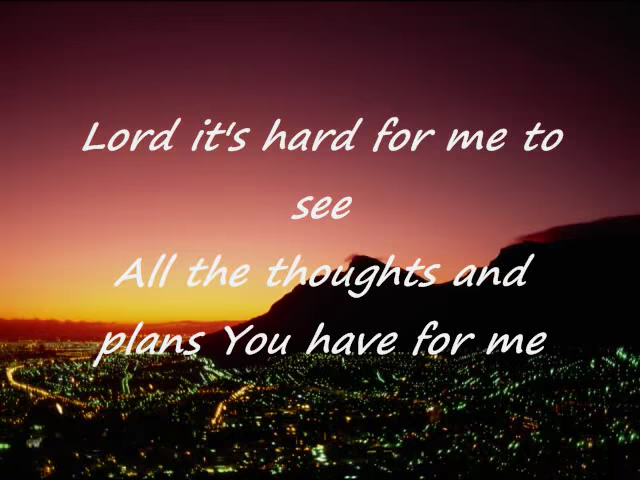 Lord it's hard for me to
see
All the thoughts and
plans You have for me